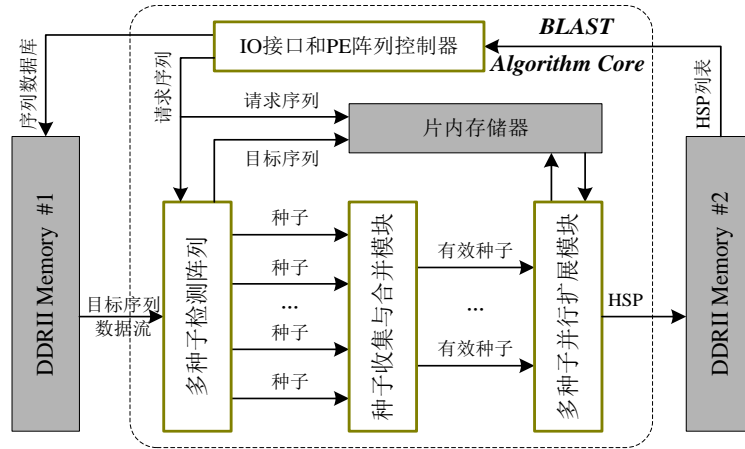 IO接口和PE阵列控制器
BLAST
Algorithm Core
序列数据库
请求序列
请求序列
目标序列
片内存储器
HSP列表
DDRII Memory #1
目标序列
数据流
多种子检测阵列
种子
种子
...
种子
种子
种子收集与合并模块
有效种子
...
有效种子
多种子并行扩展模块
HSP
DDRII Memory #2